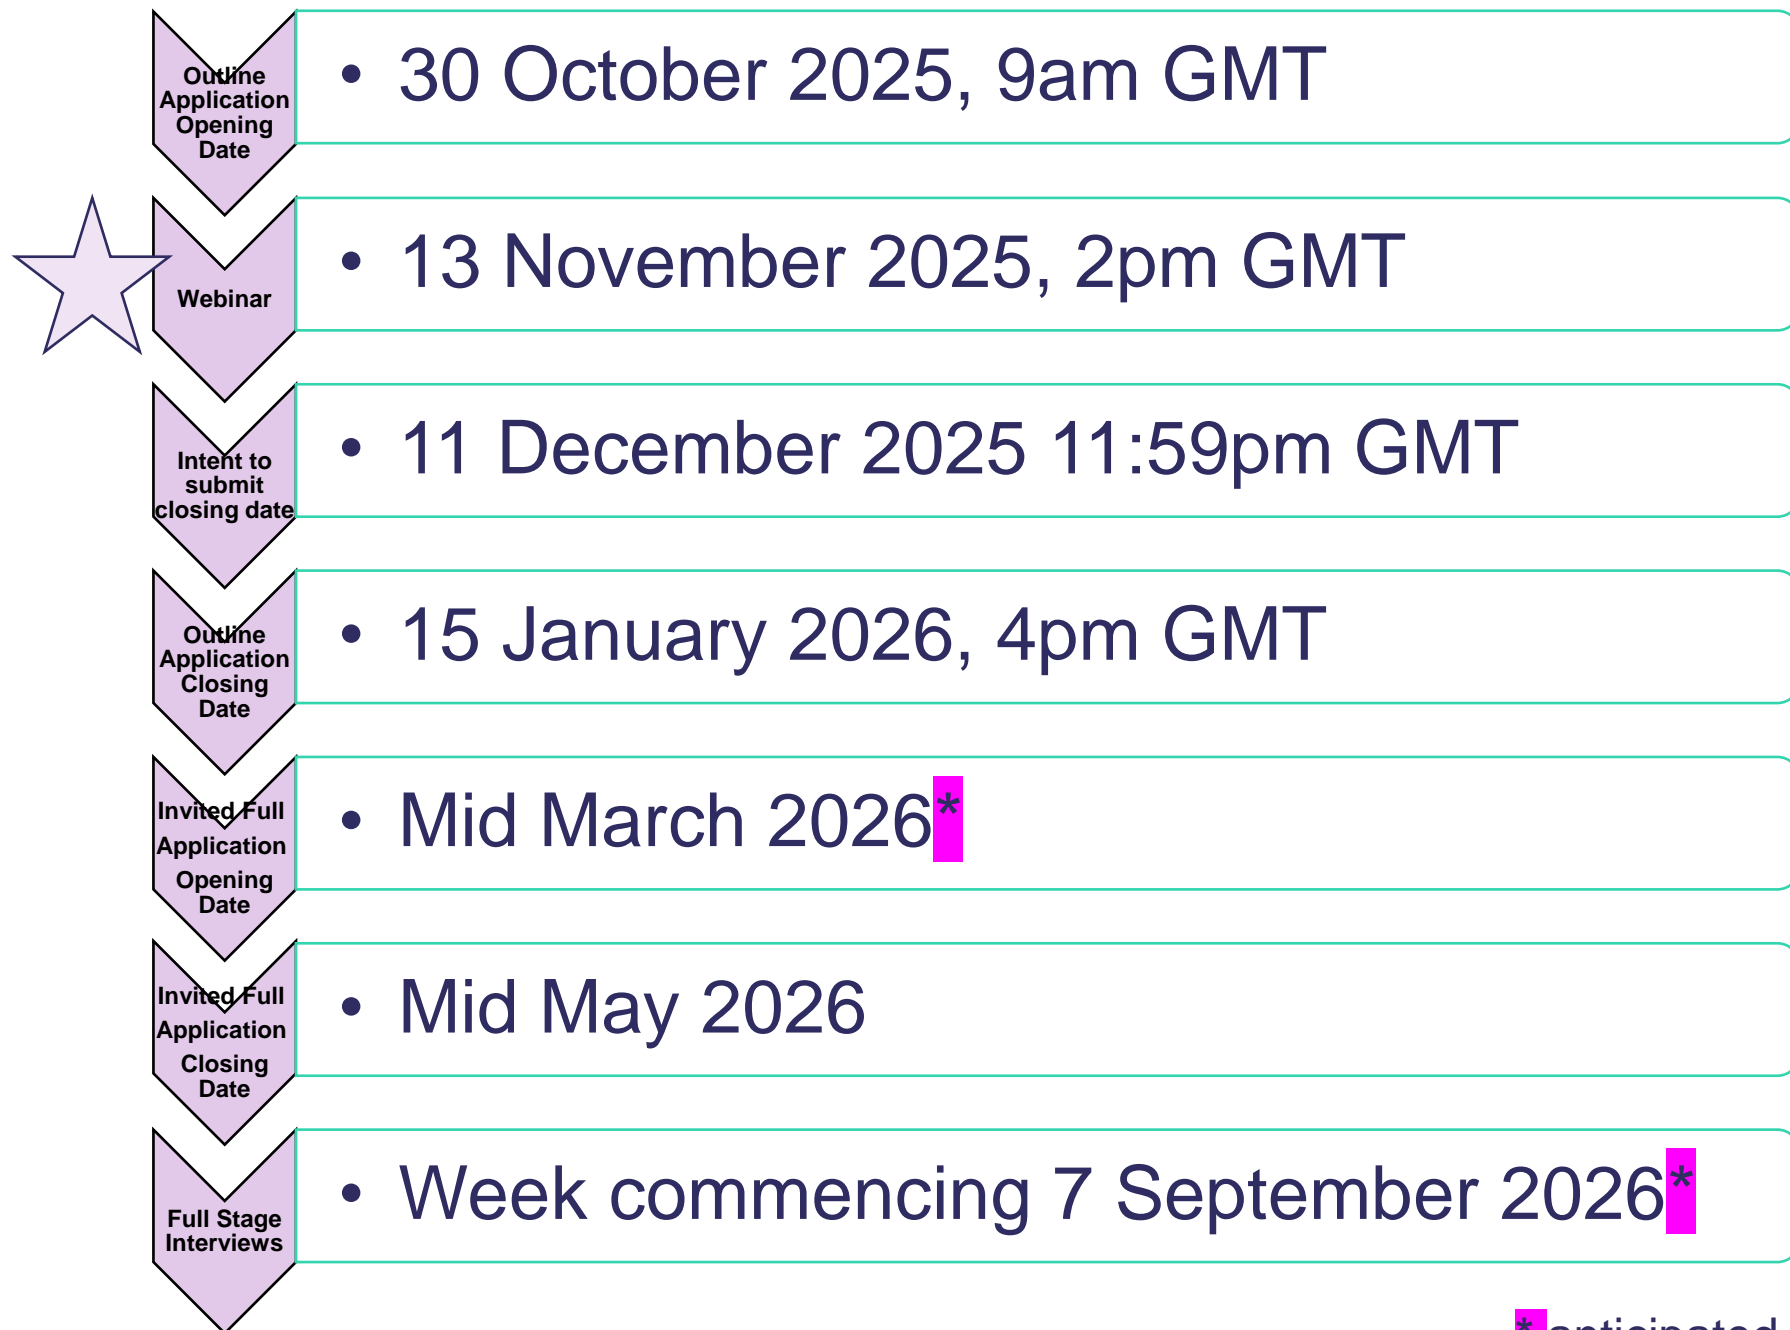 Outline
Application
Opening
Date
• 30 October 2025, 9am GMT
Webinar
• 13 November 2025, 2pm GMT
Intent to
submit
closing date
• 11 December 2025 11:59pm GMT
Outline
Application
Closing
Date
• 15 January 2026, 4pm GMT
Invited Full
Application
Opening
Date
• Mid March 2026*
Invited Full
Application
Closing
Date
• Mid May 2026
Full Stage
Interviews
• Week commencing 7 September 2026*
* anticipated